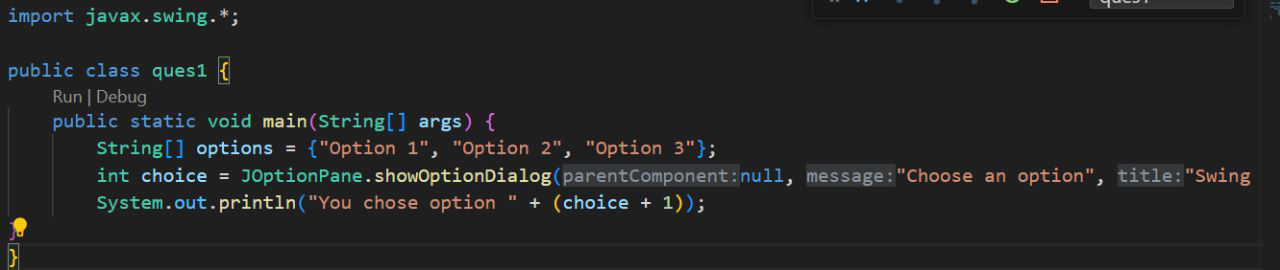 import javax.swing.*;
public class ques1 {
Run | Debug
public static void main(String[] args) {
String[] options = {"Option 1", "Option 2", "Option 3"};
int choice = JOptionPane.showOptionDialog(parentComponent:null, message:"Choose an option", title:"Swing
System.out.println("You chose option " + (choice + 1));
}
}